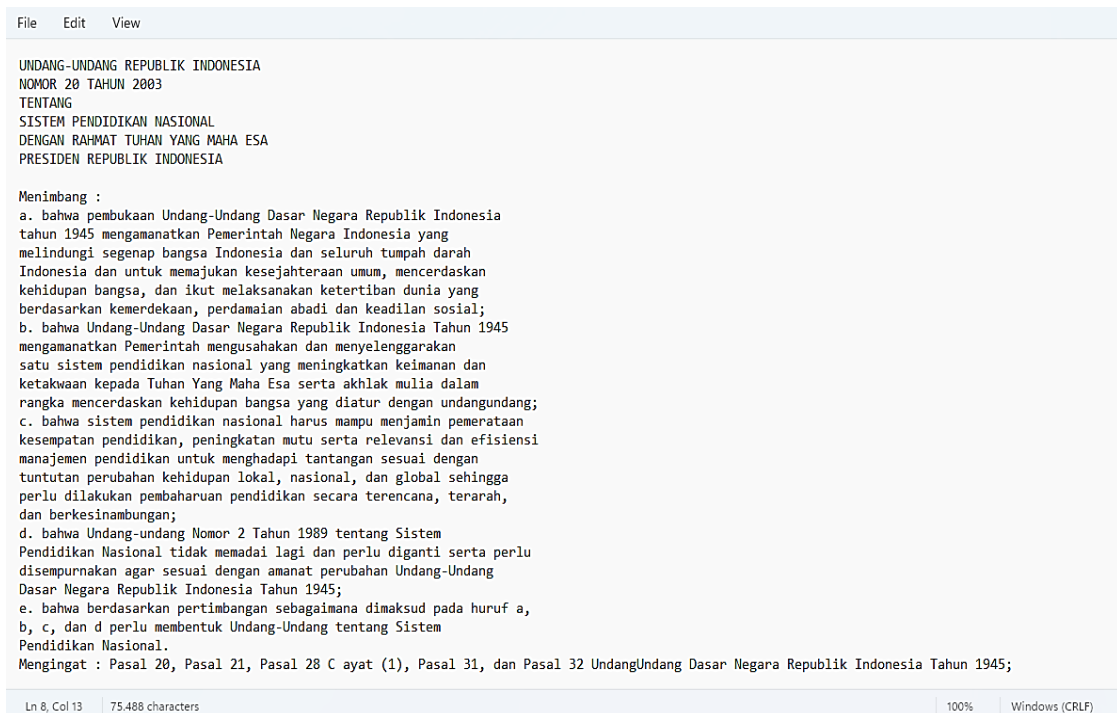 File Edit View
UNDANG-UNDANG REPUBLIK INDONESIA
NOMOR 20 TAHUN 2003
TENTANG
SISTEM PENDIDIKAN NASIONAL
DENGAN RAHMAT TUHAN YANG MAHA ESA
PRESIDEN REPUBLIK INDONESIA
Menimbang :
a. bahwa pembukaan Undang-Undang Dasar Negara Republik Indonesia
tahun 1945 mengamanatkan Pemerintah Negara Indonesia yang
melindungi segenap bangsa Indonesia dan seluruh tumpah darah
Indonesia dan untuk memajukan kesejahteraan umum, mencerdaskan
kehidupan bangsa, dan ikut melaksanakan ketertiban dunia yang
berdasarkan kemerdekaan, perdamaian abadi dan keadilan sosial;
b. bahwa Undang-Undang Dasar Negara Republik Indonesia Tahun 1945
mengamanatkan Pemerintah mengusahakan dan menyelenggarakan
satu sistem pendidikan nasional yang meningkatkan keimanan dan
ketakwaan kepada Tuhan Yang Maha Esa serta akhlak mulia dalam
rangka mencerdaskan kehidupan bangsa yang diatur dengan undangundang;
c. bahwa sistem pendidikan nasional harus mampu menjamin pemerataan
kesempatan pendidikan, peningkatan mutu serta relevansi dan efisiensi
manajemen pendidikan untuk menghadapi tantangan sesuai dengan
tuntutan perubahan kehidupan lokal, nasional, dan global sehingga
perlu dilakukan pembaharuan pendidikan secara terencana, terarah,
dan berkesinambungan;
d. bahwa Undang-undang Nomor 2 Tahun 1989 tentang Sistem
Pendidikan Nasional tidak memadai lagi dan perlu diganti serta perlu
disempurnakan agar sesuai dengan amanat perubahan Undang-Undang
Dasar Negara Republik Indonesia Tahun 1945;
e. bahwa berdasarkan pertimbangan sebagaimana dimaksud pada huruf a,
b, c, dan d perlu membentuk Undang-Undang tentang Sistem
Pendidikan Nasional.
Mengingat : Pasal 20, Pasal 21, Pasal 28 C ayat (1), Pasal 31, dan Pasal 32 UndangUndang Dasar Negara Republik Indonesia Tahun 1945;
Ln 8, Col 13 75.488 characters 100% Windows (CRLF)